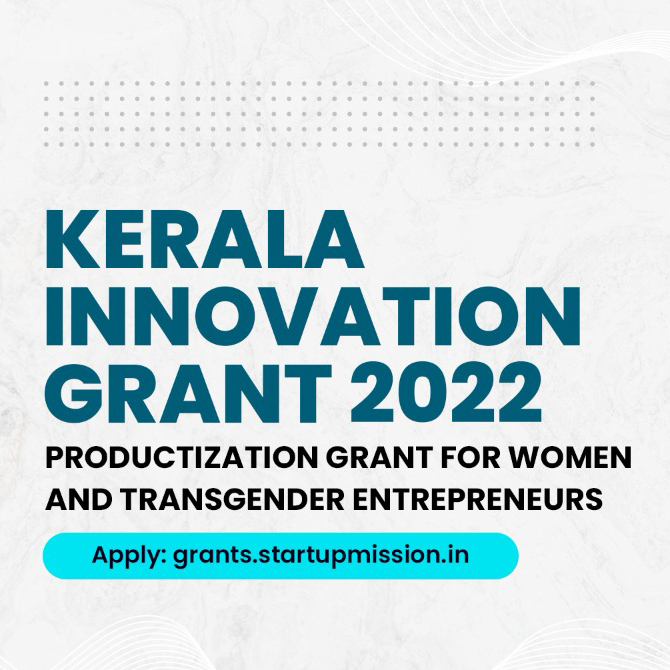 KERALA
INNOVATION
GRANT 2022
PRODUCTIZATION GRANT FOR WOMEN
AND TRANSGENDER ENTREPRENEURS
Apply: grants.startupmission.in